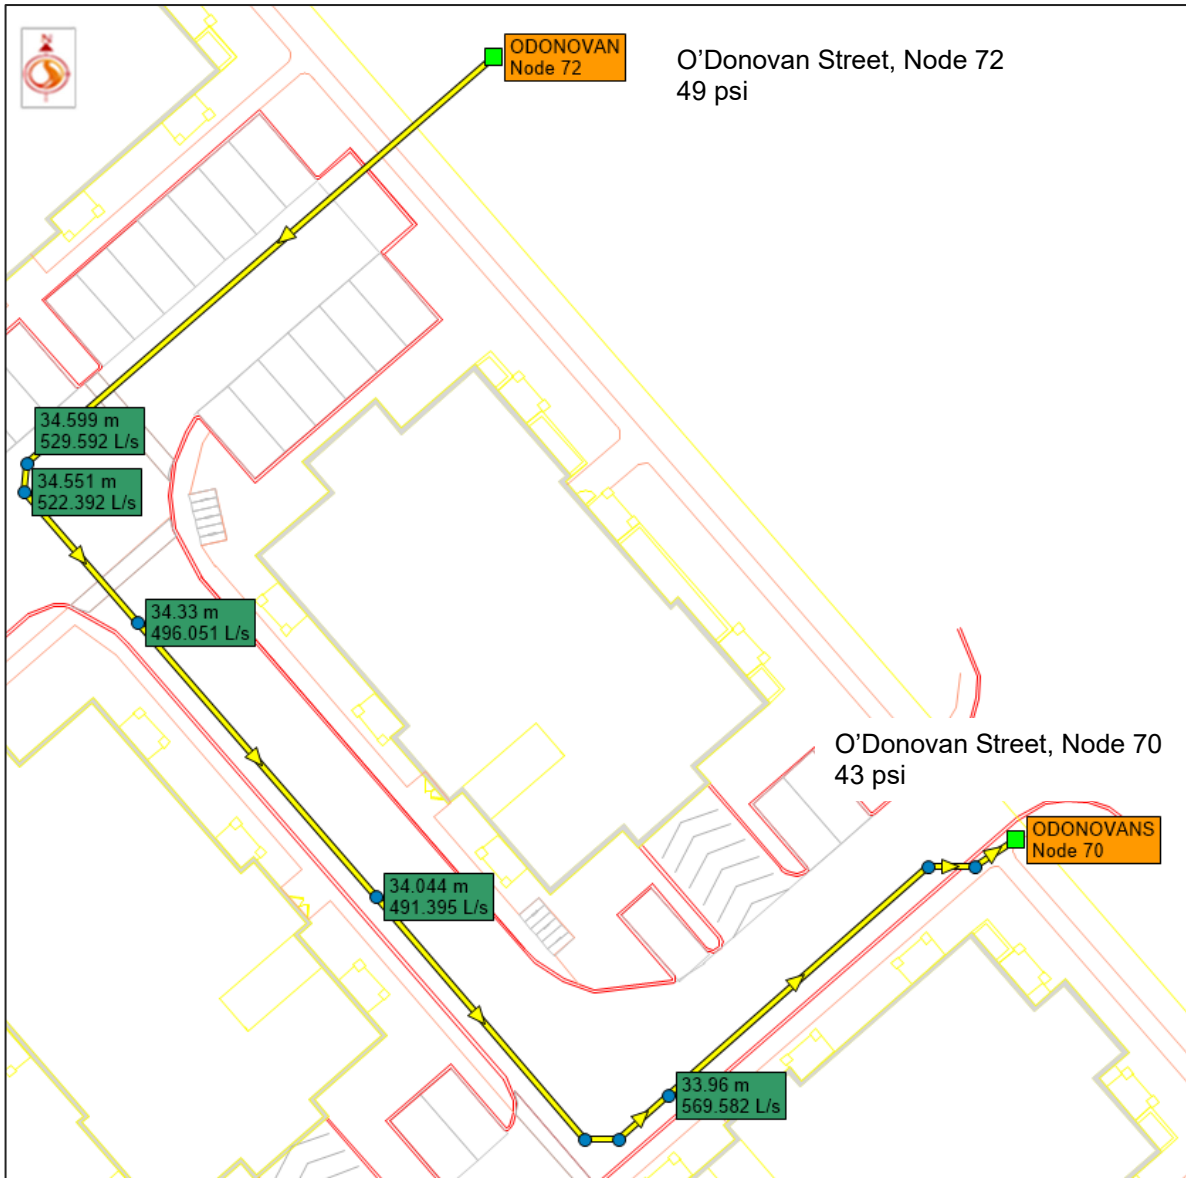 N
ODONOVAN
Node 72
O'Donovan Street, Node 72
49 psi
34.599 m
529.592 L/s
34.551 m
522.392 L/s
34.33 m
496.051 L/s
O'Donovan Street, Node 70
43 psi
ODONOVANS
Node 70
34.044 m
491.395 L/s
33.96 m
569.582 L/s